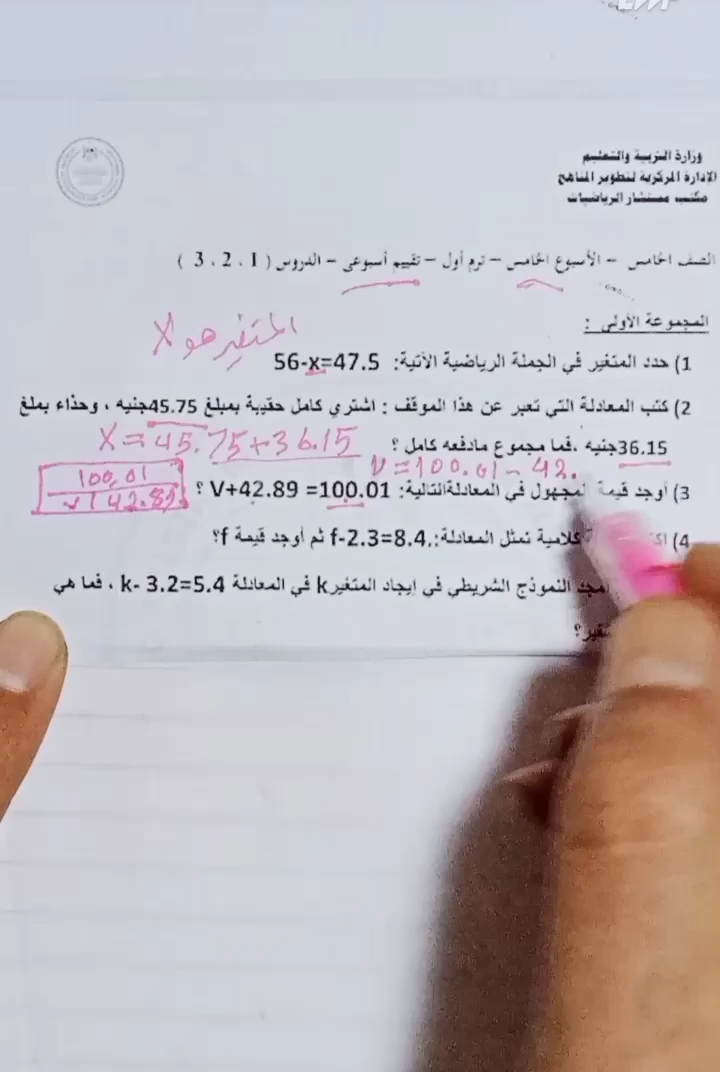 وزارة التربية والتعليم
الإدارة المركزية لتطوير المناهج
مكتب مستشار الرياضيات
الصف الخامس – الأسبوع الخامس – ترم أول – تقييم أسبوعى – الدروس ( 1 ، 2 ، 3 )
المجموعة الأولى :
المتغير هو X
1) حدد المتغير في الجملة الرياضية الآتية: 56-x=47.5
2) كتب المعادلة التي تعبر عن هذا الموقف : اشتري كامل حقيبة بمبلغ 45.75جنيه ، وحذاء بملغ
36.15جنيه ،فما مجموع مادفعه كامل ؟ X = 45.75+36.15
V = 100.01 - 42.
3) أوجد قيمة المجهول في المعادلةالتالية: V+42.89 =100.01 ؟
100.01
v | 42.89
4) كلامية تمثل المعادلة:,f-2.3=8.4 ثم أوجد قيمة f؟
النموذج الشريطي في إيجاد المتغيرk في المعادلة k- 3.2=5.4 ، فما هي